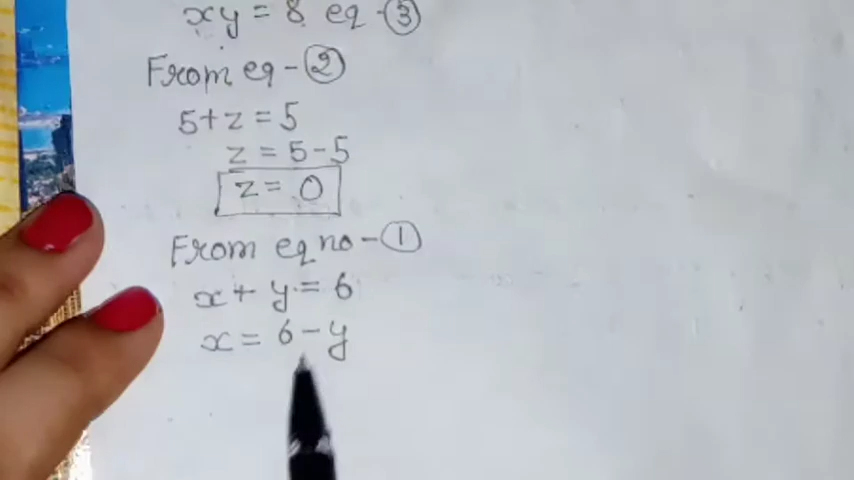 xy = 8 eq - ③
From eq - ②
5+z = 5
z = 5-5
z = 0
From eq no - ①
x + y = 6
x = 6 - y